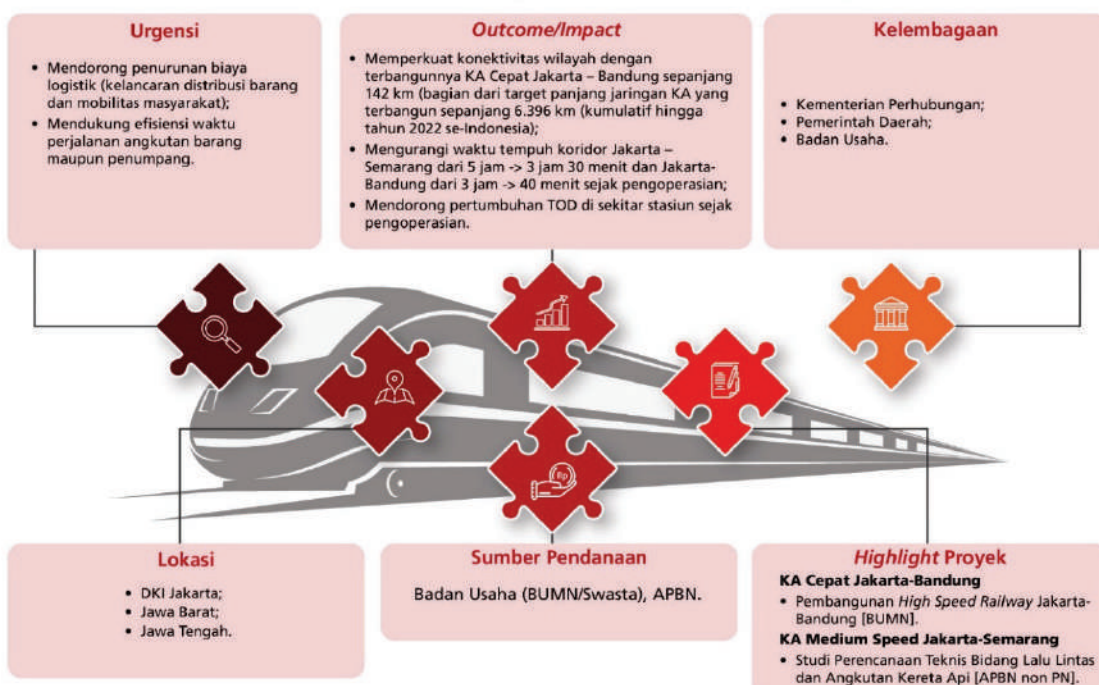 Urgensi
• Mendorong penurunan biaya
logistik (kelancaran distribusi barang
dan mobilitas masyarakat);
• Mendukung efisiensi waktu
perjalanan angkutan barang
maupun penumpang.
Outcome/Impact
• Memperkuat konektivitas wilayah dengan
terbangunnya KA Cepat Jakarta – Bandung sepanjang
142 km (bagian dari target panjang jaringan KA yang
terbangun sepanjang 6.396 km (kumulatif hingga
tahun 2022 se-Indonesia);
• Mengurangi waktu tempuh koridor Jakarta –
Semarang dari 5 jam -> 3 jam 30 menit dan Jakarta-
Bandung dari 3 jam -> 40 menit sejak pengoperasian;
• Mendorong pertumbuhan TOD di sekitar stasiun sejak
pengoperasian.
Kelembagaan
• Kementerian Perhubungan;
• Pemerintah Daerah;
• Badan Usaha.
Rp
Lokasi
• DKI Jakarta;
• Jawa Barat;
• Jawa Tengah.
Sumber Pendanaan
Badan Usaha (BUMN/Swasta), APBN.
Highlight Proyek
KA Cepat Jakarta-Bandung
• Pembangunan High Speed Railway Jakarta-
Bandung [BUMN].
KA Medium Speed Jakarta-Semarang
• Studi Perencanaan Teknis Bidang Lalu Lintas
dan Angkutan Kereta Api [APBN non PN].